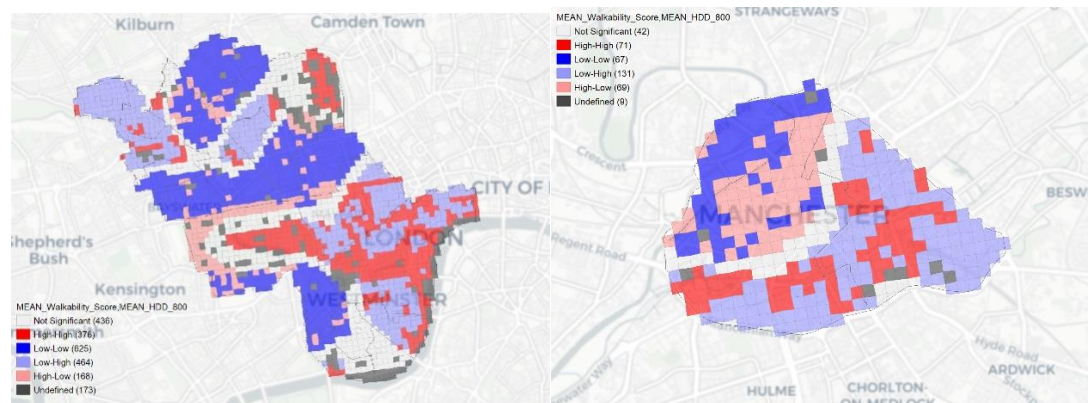 Kilburn
Camden Town
BAYSWATER
CITY OF
LONDON
Shepherd's
Bush
Kensington
WESTMINSTER
MEAN_Walkability_Score,MEAN_HDD_800
Not Significant (436)
High-High (376)
Low-Low (625)
Low-High (464)
High-Low (168)
Undefined (173)
STRANGEWAYS
MEAN_Walkability_Score,MEAN_HDD_800
Not Significant (42)
High-High (71)
Low-Low (67)
Low-High (131)
High-Low (69)
Undefined (9)
Crescent
MANCHESTER
BESW
Regent Road
Hyde Road
ARDWICK
Stockp
HULME
CHORLTON-
ON-MEDLOCK